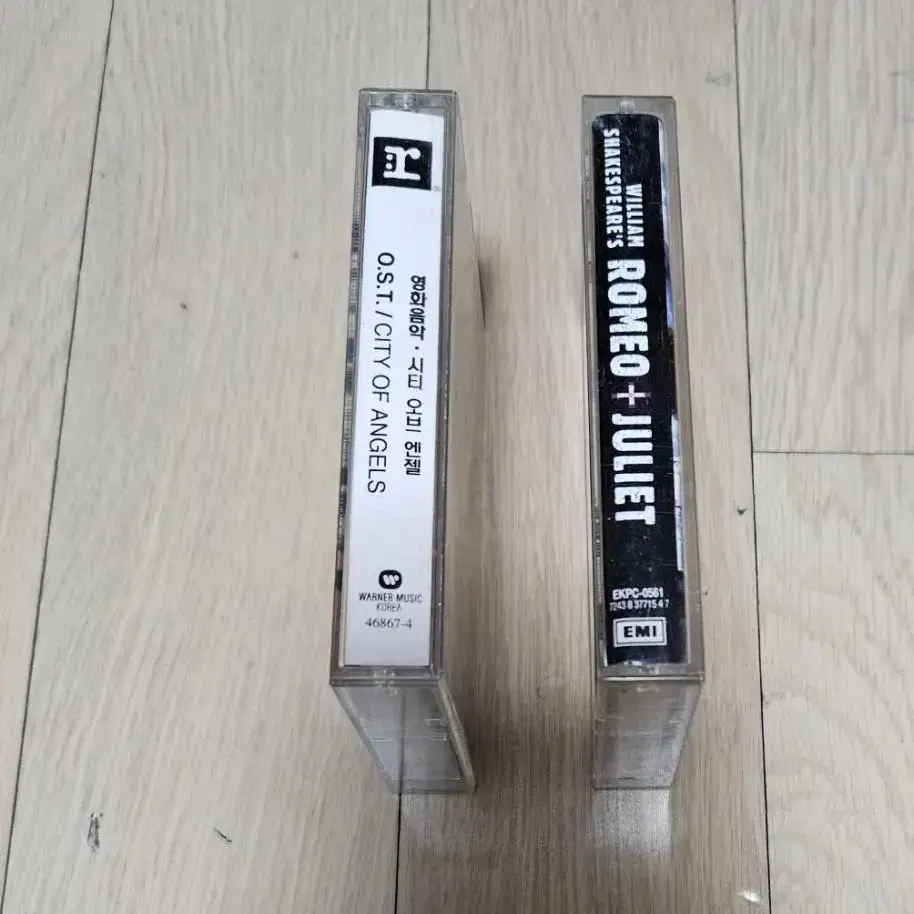 r
영화음악 · 시티 오브 엔젤
O.S.T. / CITY OF ANGELS
WARNER MUSIC
KOREA
46867-4
WILLIAM
SHAKESPEARE'S
ROMEO + JULIET
EKPC-0561
7243 8 37715 4 7
EMI